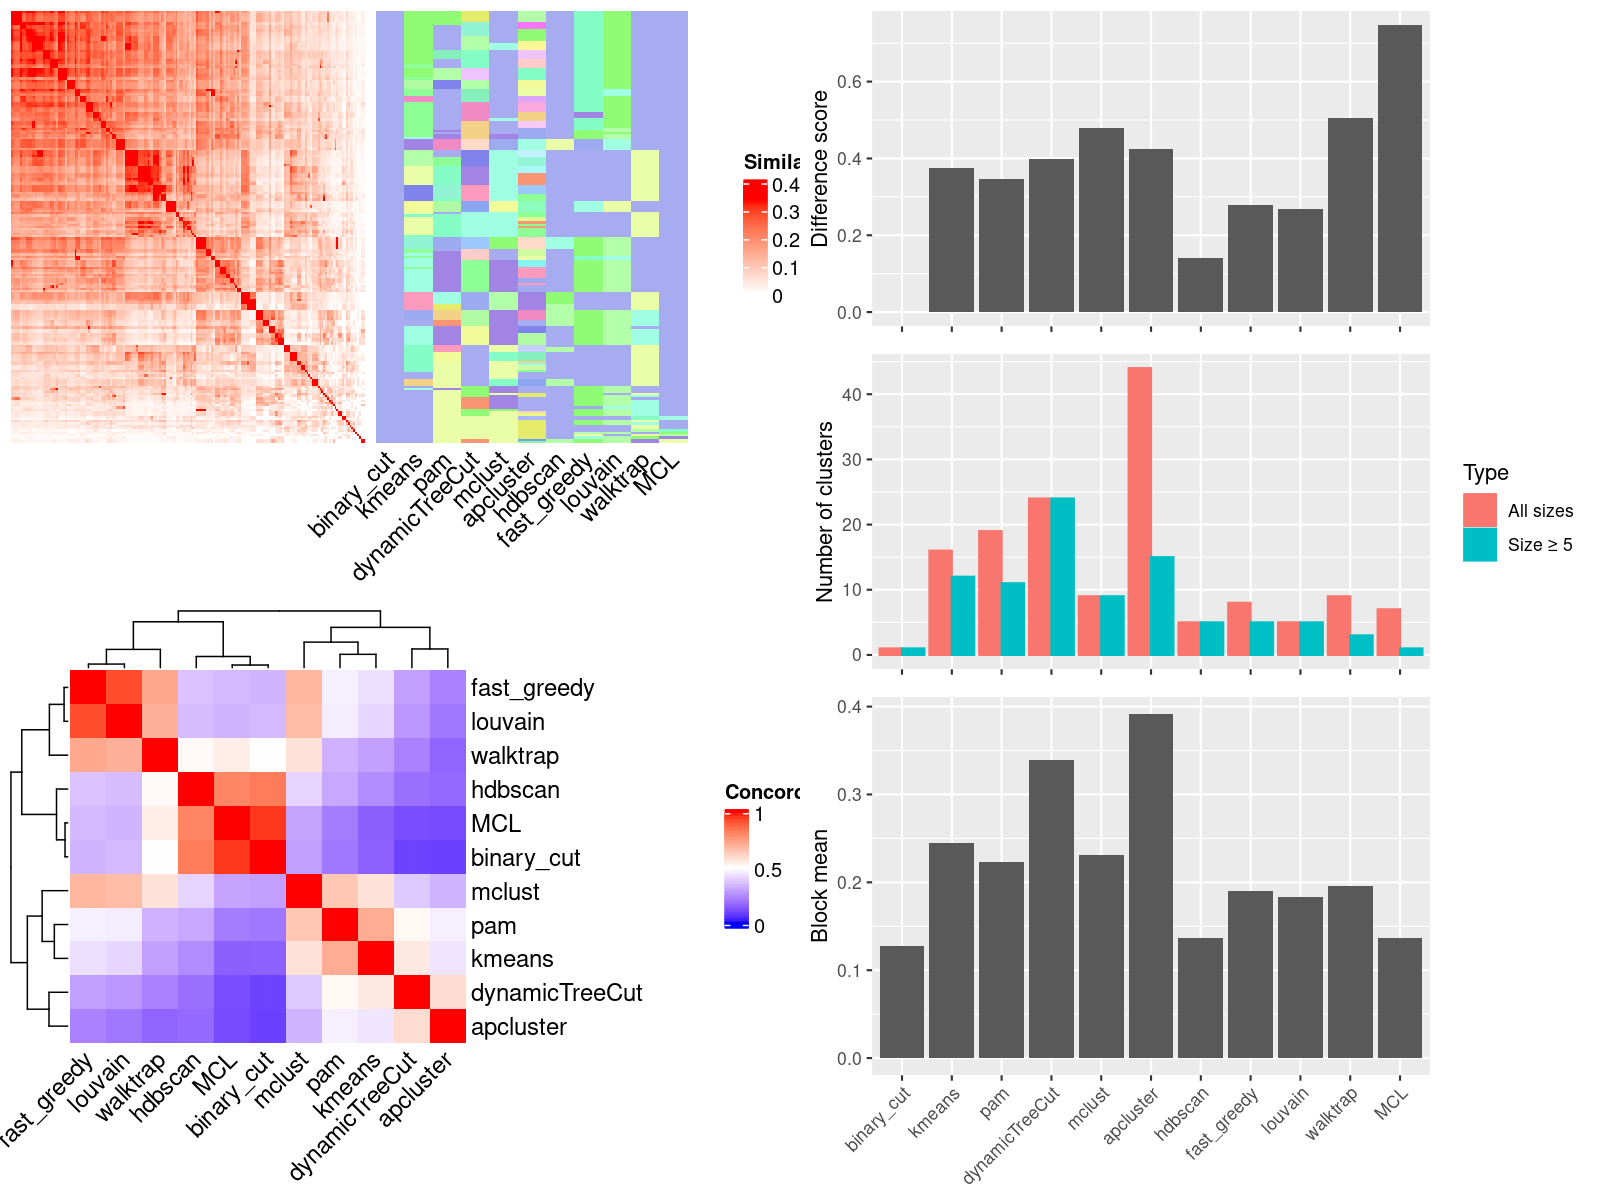 Simila
0.4
0.3
0.2
0.1
0
binary_cut
kmeans
pam
dynamicTreeCut
mclust
apcluster
hdbscan
fast_greedy
louvain
walktrap
MCL
fast_greedy
louvain
walktrap
hdbscan
MCL
binary_cut
mclust
pam
kmeans
dynamicTreeCut
apcluster
Concord
1
0.5
0
fast_greedy
louvain
walktrap
hdbscan
MCL
binary_cut
mclust
pam
kmeans
dynamicTreeCut
apcluster
Difference score
0.6
0.4
0.2
0.0
Number of clusters
40
30
20
10
0
Type
All sizes
Size ≥ 5
Block mean
0.4
0.3
0.2
0.1
0.0
binary_cut
kmeans
pam
dynamicTreeCut
mclust
apcluster
hdbscan
fast_greedy
louvain
walktrap
MCL